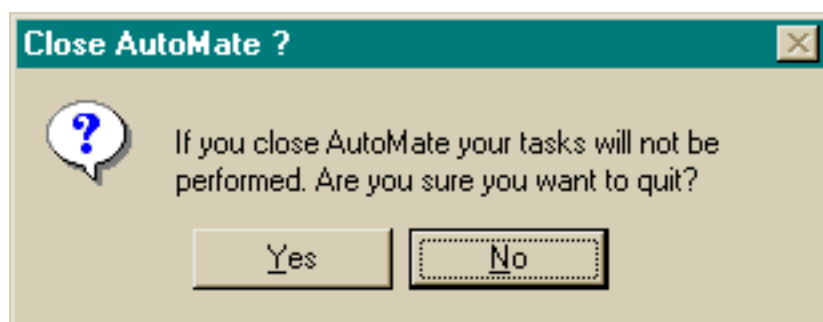 Close AutoMate ?
?
If you close AutoMate your tasks will not be
performed. Are you sure you want to quit?
Yes
No